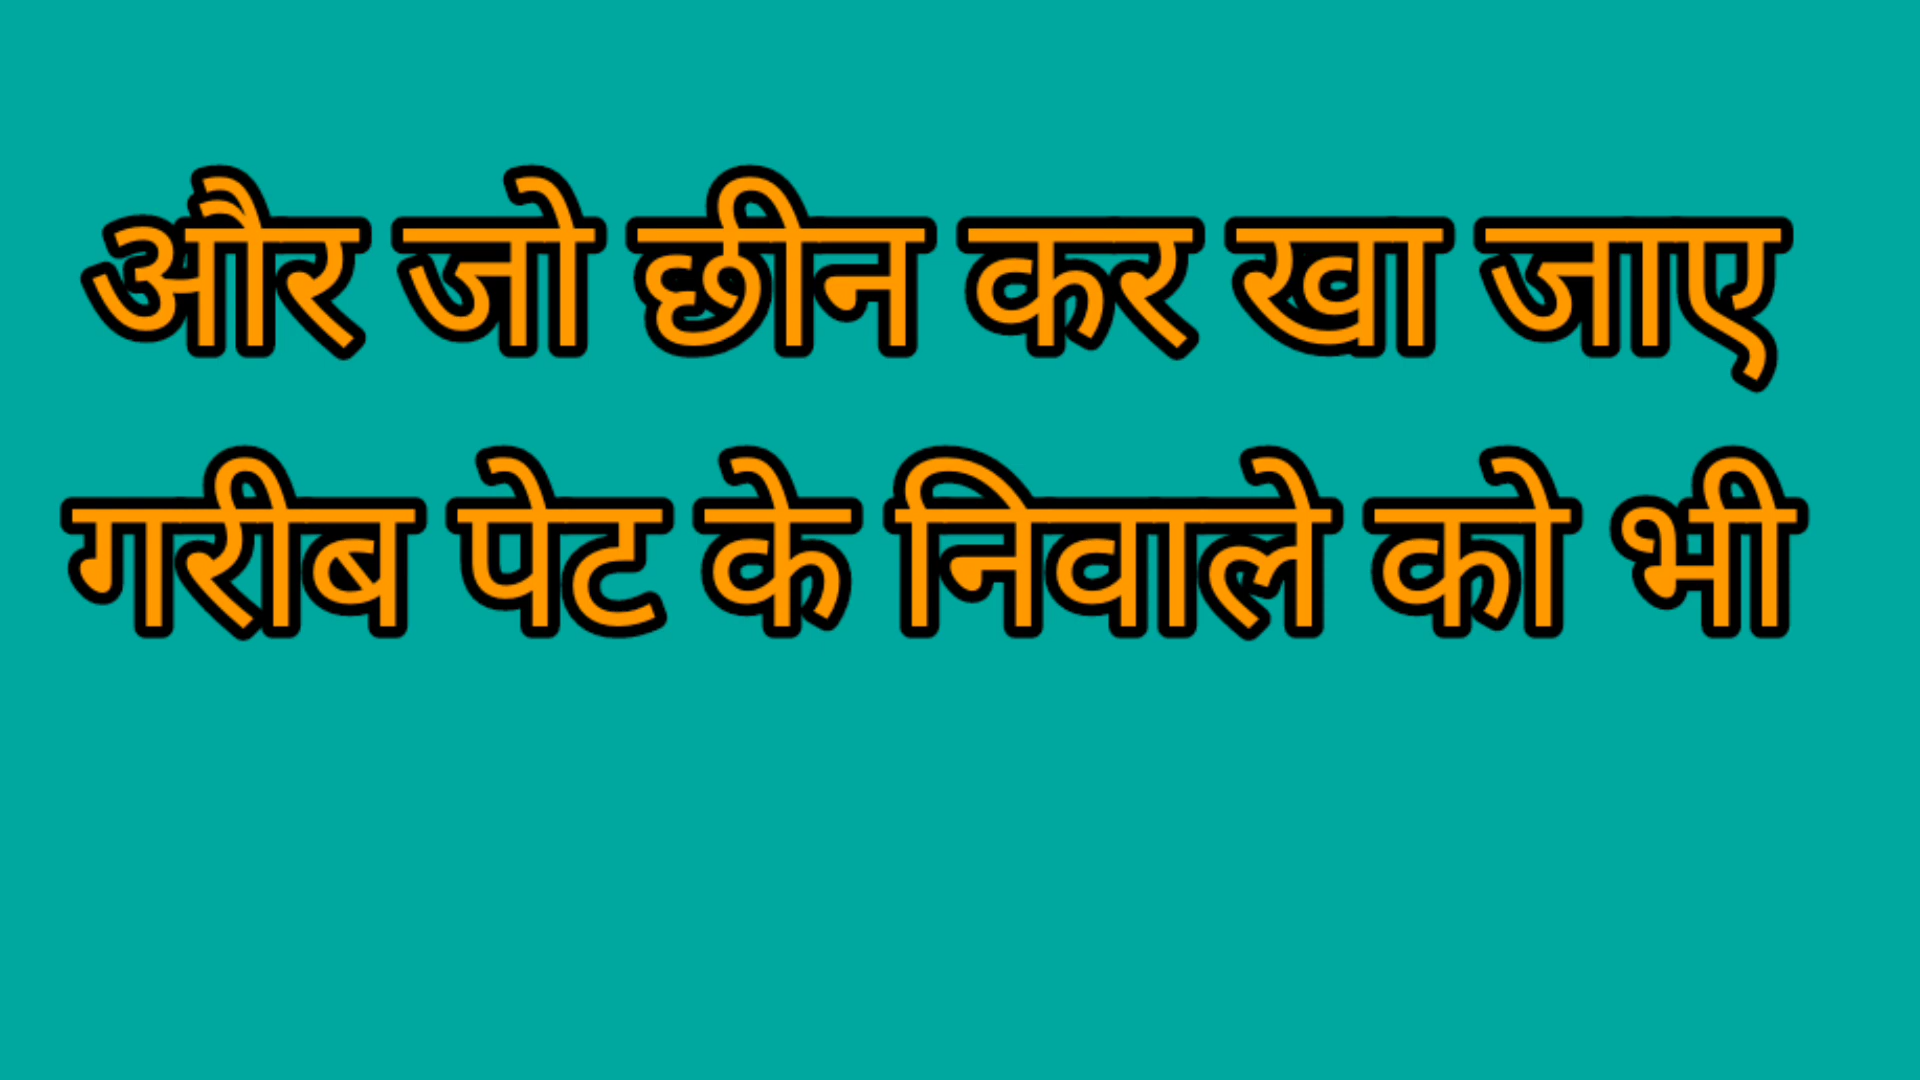 और जो छीन कर खा जाए
गरीब पेट के निवाले को भी